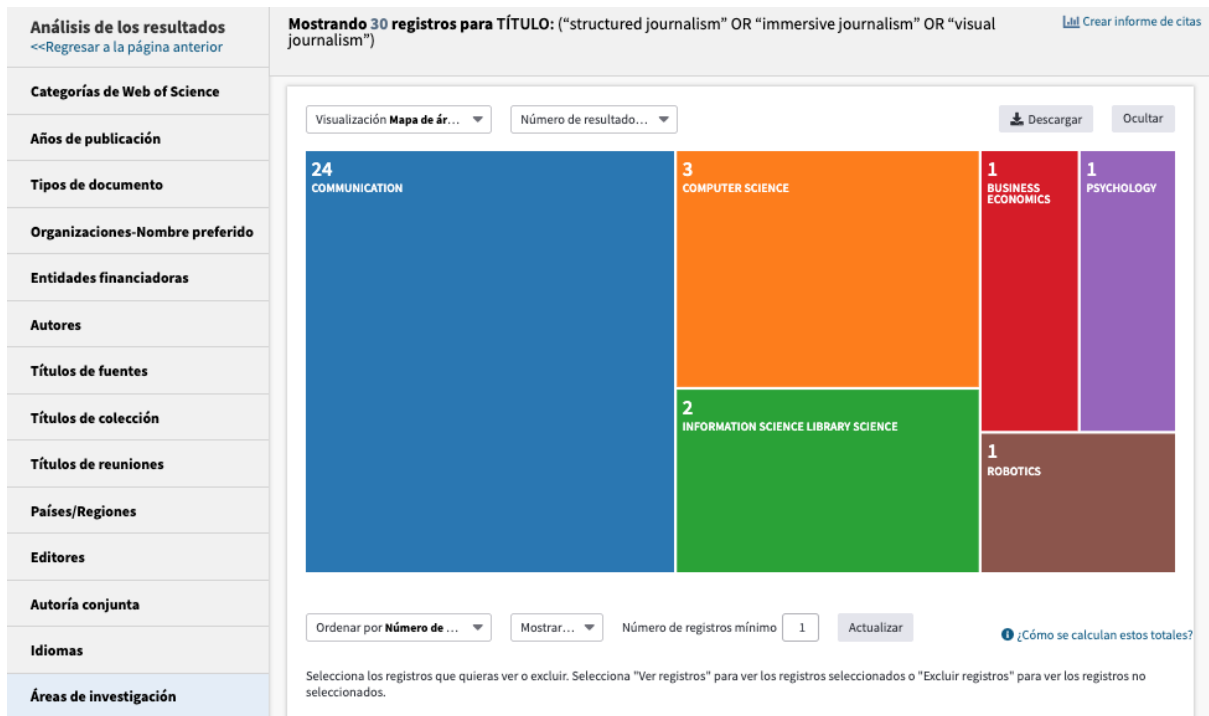 Análisis de los resultados
<<Regresar a la página anterior
Categorías de Web of Science
Años de publicación
Tipos de documento
Organizaciones-Nombre preferido
Entidades financiadoras
Autores
Títulos de fuentes
Títulos de colección
Títulos de reuniones
Países/Regiones
Editores
Autoría conjunta
Idiomas
Áreas de investigación
Mostrando 30 registros para TÍTULO: (“structured journalism” OR “immersive journalism” OR “visual
journalism”)
Crear informe de citas
Visualización Mapa de ár...
Número de resultado...
Descargar
Ocultar
24
COMMUNICATION
3
COMPUTER SCIENCE
2
INFORMATION SCIENCE LIBRARY SCIENCE
1
BUSINESS
ECONOMICS
1
PSYCHOLOGY
1
ROBOTICS
Ordenar por Número de ...
Mostrar...
Número de registros mínimo 1
Actualizar
¿Cómo se calculan estos totales?
Selecciona los registros que quieras ver o excluir. Selecciona "Ver registros" para ver los registros seleccionados o "Excluir registros" para ver los registros no
seleccionados.